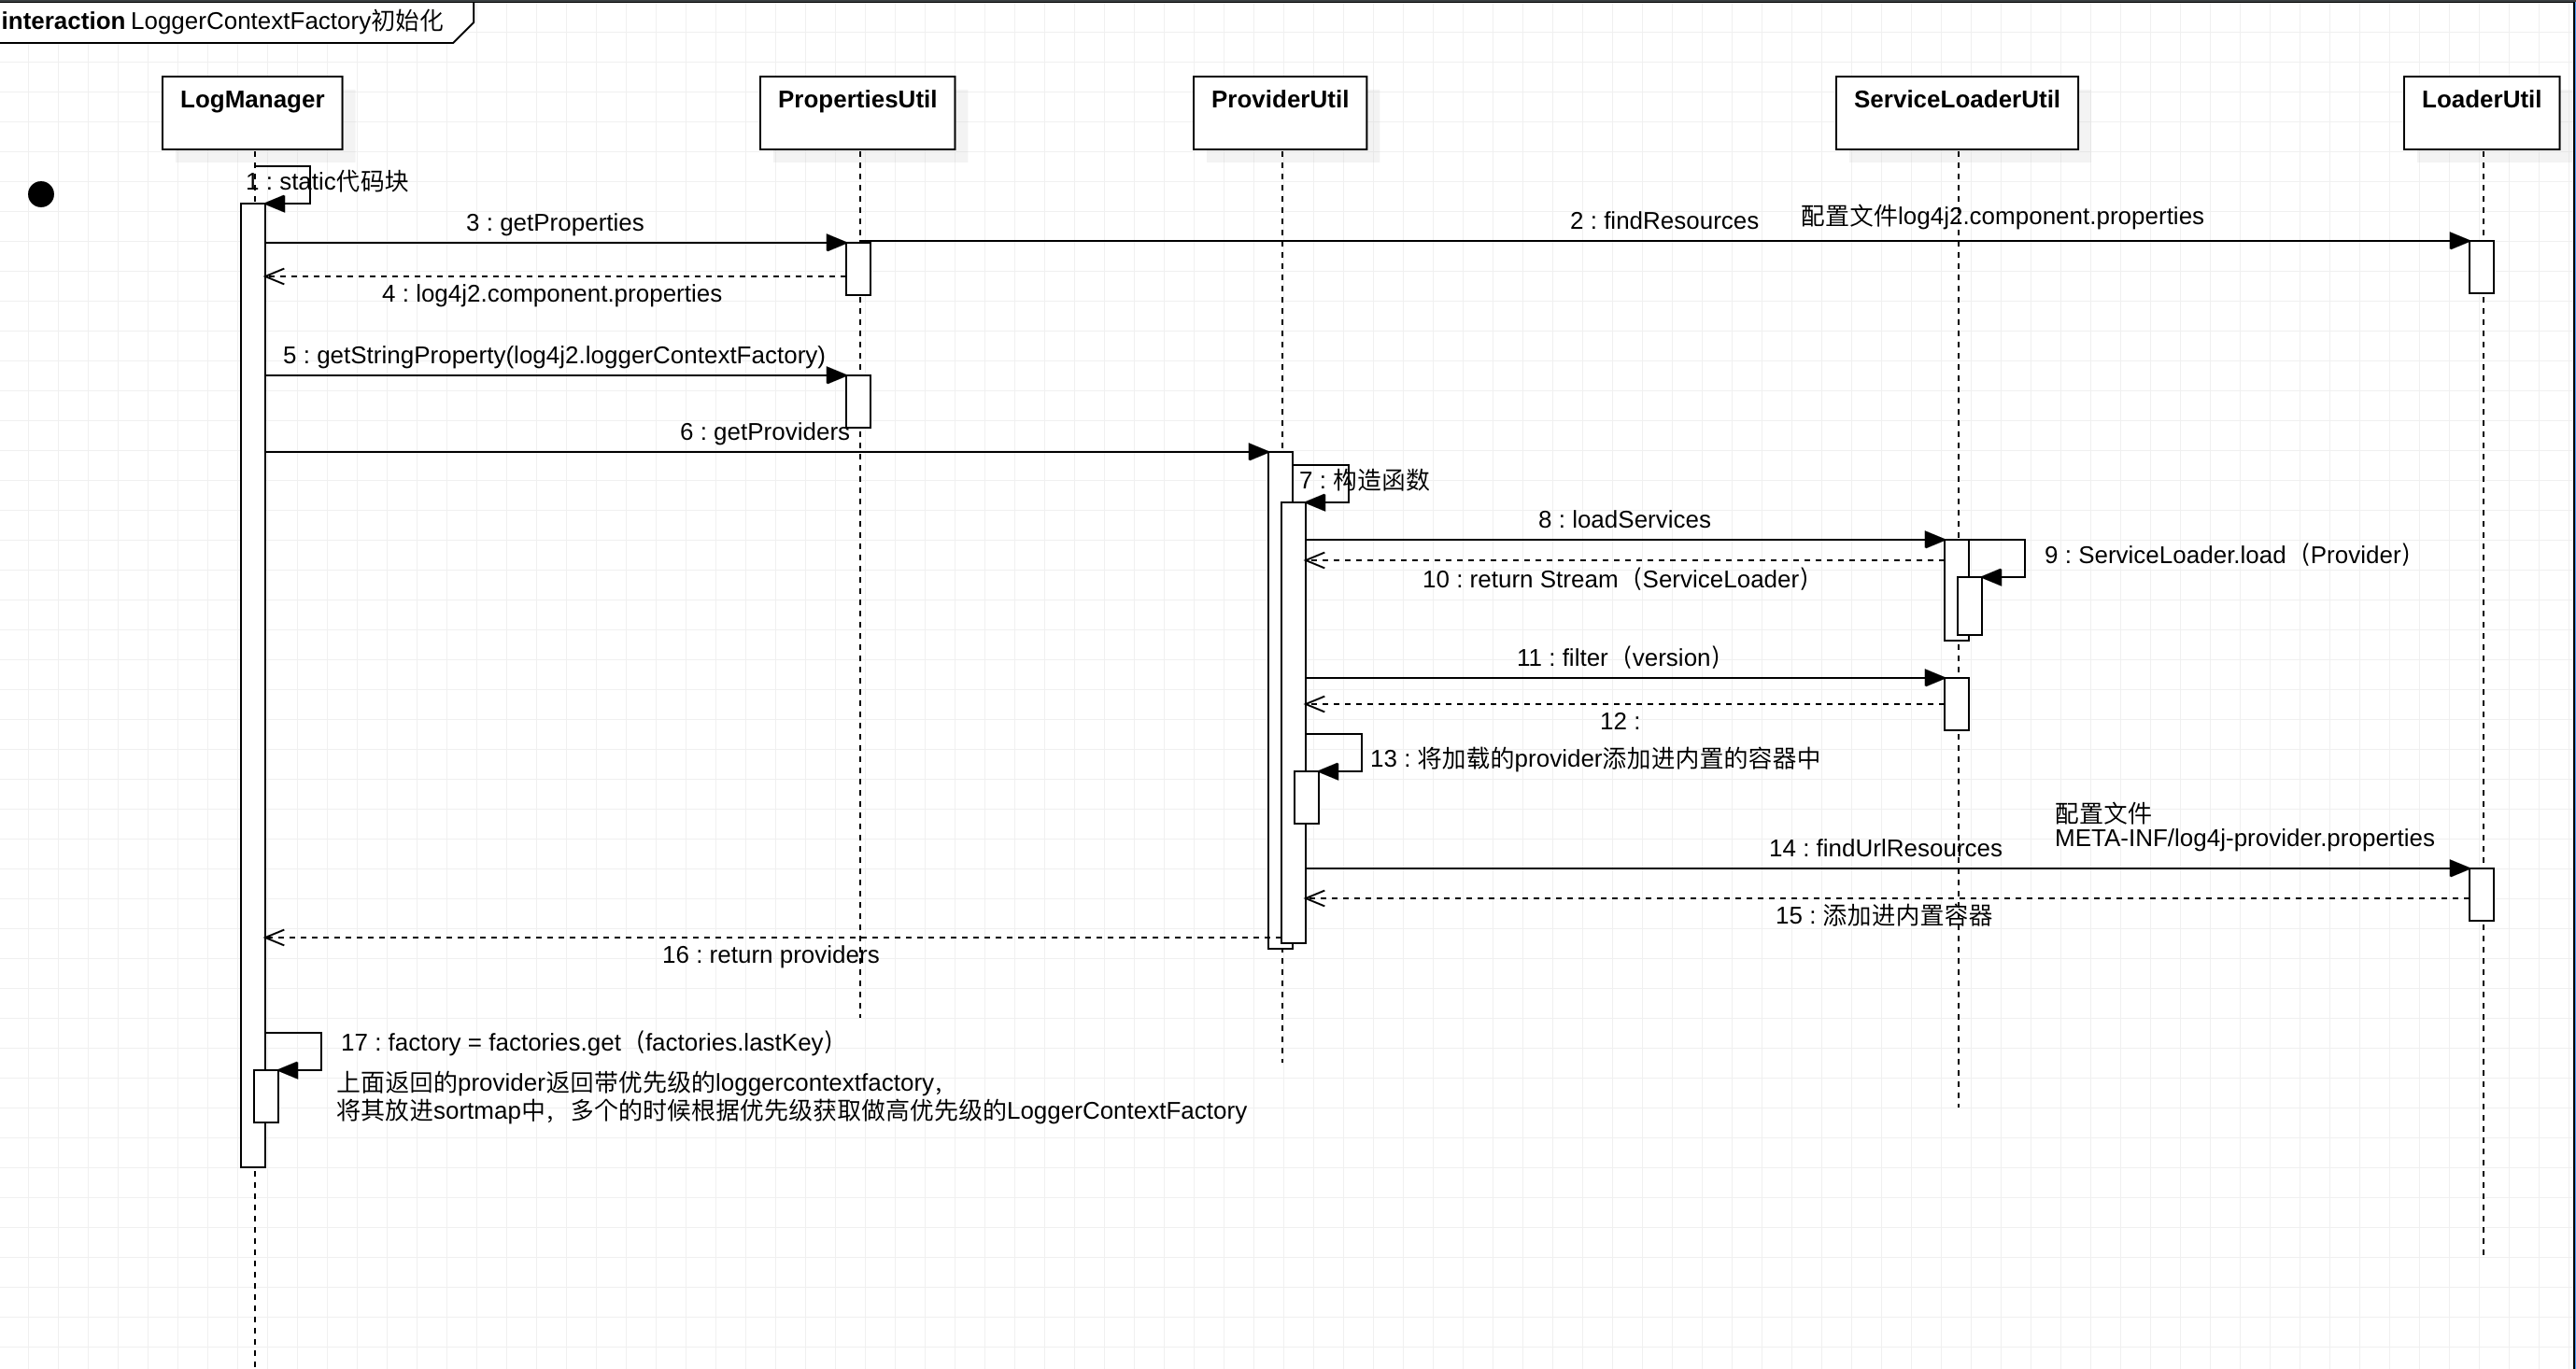 interaction LoggerContextFactory初始化
LogManager
PropertiesUtil
ProviderUtil
ServiceLoaderUtil
LoaderUtil
1 : static代码块
3 : getProperties
2 : findResources
配置文件log4j2.component.properties
4 : log4j2.component.properties
5 : getStringProperty(log4j2.loggerContextFactory)
6 : getProviders
7 : 构造函数
8 : loadServices
9 : ServiceLoader.load（Provider）
10 : return Stream（ServiceLoader）
11 : filter（version）
12 :
13 : 将加载的provider添加进内置的容器中
配置文件
META-INF/log4j-provider.properties
14 : findUrlResources
15 : 添加进内置容器
16 : return providers
17 : factory = factories.get（factories.lastKey）
上面返回的provider返回带优先级的loggercontextfactory，
将其放进sortmap中，多个的时候根据优先级获取做高优先级的LoggerContextFactory